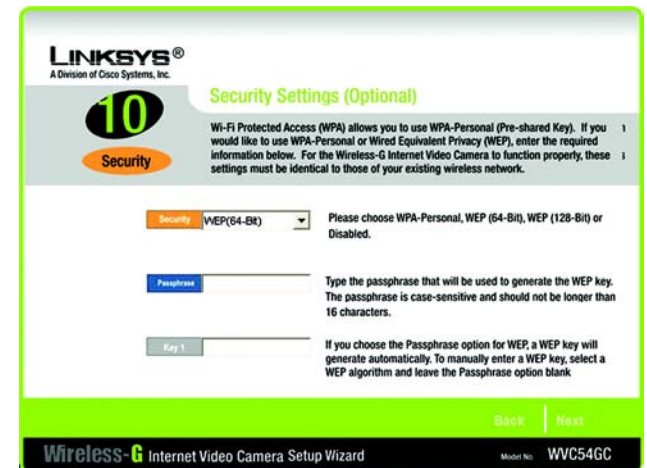 LINKSYS®
A Division of Cisco Systems, Inc.
10
Security
Security Settings (Optional)
Wi-Fi Protected Access (WPA) allows you to use WPA-Personal (Pre-shared Key). If you
would like to use WPA-Personal or Wired Equivalent Privacy (WEP), enter the required
information below. For the Wireless-G Internet Video Camera to function properly, these
settings must be identical to those of your existing wireless network.
Security WEP(64-Bit)
Please choose WPA-Personal, WEP (64-Bit), WEP (128-Bit) or
Disabled.
Passphrase
Type the passphrase that will be used to generate the WEP key.
The passphrase is case-sensitive and should not be longer than
16 characters.
Key 1
If you choose the Passphrase option for WEP, a WEP key will
generate automatically. To manually enter a WEP key, select a
WEP algorithm and leave the Passphrase option blank
Back Next
Wireless-G Internet Video Camera Setup Wizard Model No WVC54GC